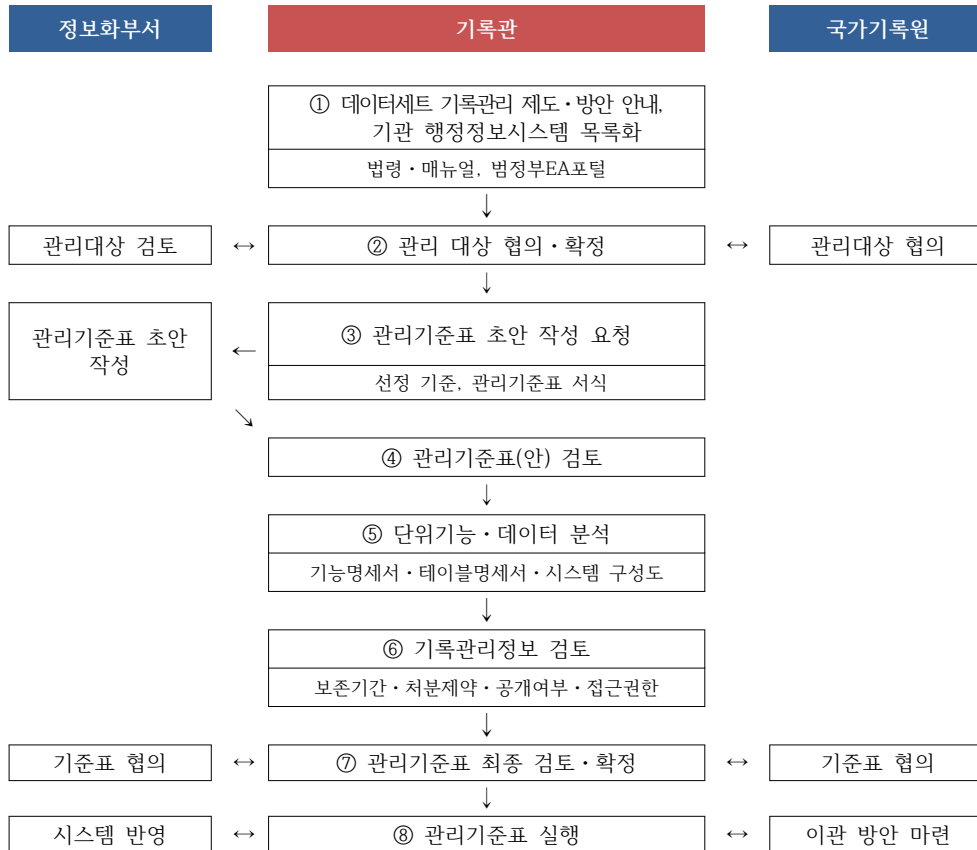 정보화부서
기록관
국가기록원
① 데이터세트 기록관리 제도·방안 안내,
기관 행정정보시스템 목록화
법령·매뉴얼, 범정부EA포털
↓
관리대상 검토
↔
② 관리 대상 협의·확정
↔
관리대상 협의
↓
관리기준표 초안
작성
←
③ 관리기준표 초안 작성 요청
선정 기준, 관리기준표 서식
↘
④ 관리기준표(안) 검토
↓
⑤ 단위기능·데이터 분석
기능명세서·테이블명세서·시스템 구성도
↓
⑥ 기록관리정보 검토
보존기간·처분제약·공개여부·접근권한
↓
기준표 협의
↔
⑦ 관리기준표 최종 검토·확정
↔
기준표 협의
↓
시스템 반영
↔
⑧ 관리기준표 실행
↔
이관 방안 마련